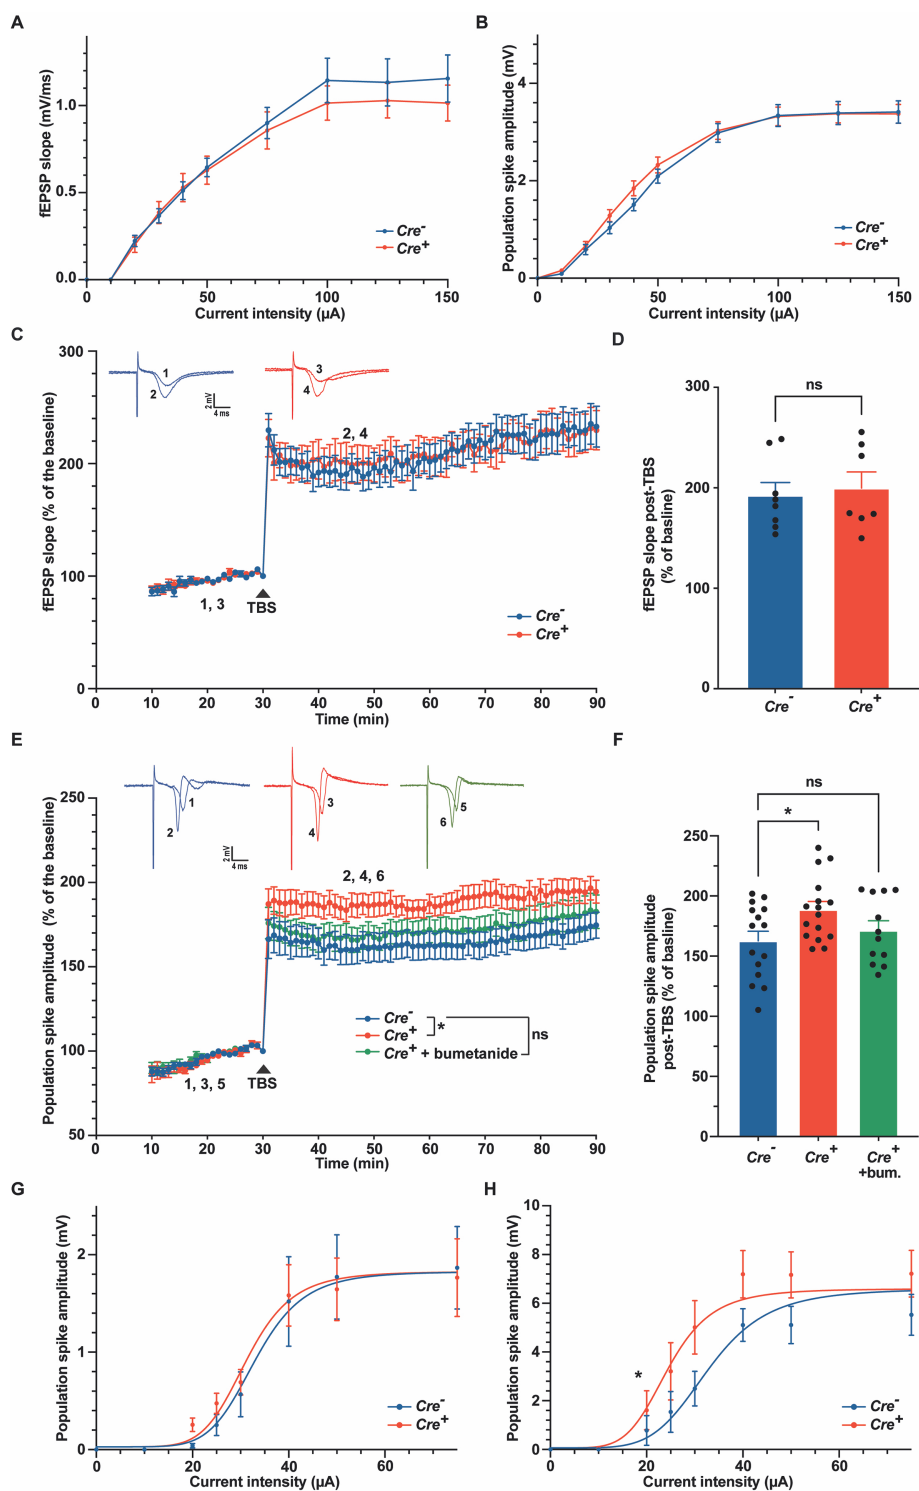 A
fEPSP slope (mV/ms)
1.0
0.5
0.0
0
50
100
150
Current intensity (µA)
Cre-
Cre+
B
Population spike amplitude (mV)
4
2
0
0
50
100
150
Current intensity (µA)
Cre-
Cre+
C
fEPSP slope (% of the baseline)
300
200
100
0
1
2
2 mV
4 ms
3
4
2, 4
1, 3
TBS
Cre-
Cre+
0
10
20
30
40
50
60
70
80
90
Time (min)
D
fEPSP slope post-TBS
(% of basline)
300
200
100
0
ns
Cre-
Cre+
E
Population spike amplitude (% of the baseline)
250
200
150
100
50
1
2
2 mV
4 ms
3
4
5
6
2, 4, 6
1, 3, 5
TBS
Cre-
Cre+
Cre+ + bumetanide
*
ns
0
10
20
30
40
50
60
70
80
90
Time (min)
F
Population spike amplitude
post-TBS (% of basline)
250
200
150
100
50
0
ns
*
Cre-
Cre+
Cre+
+bum.
G
Population spike amplitude (mV)
2
1
0
0
20
40
60
Current intensity (µA)
Cre-
Cre+
H
Population spike amplitude (mV)
10
8
6
4
2
0
*
0
20
40
60
Current intensity (µA)
Cre-
Cre+